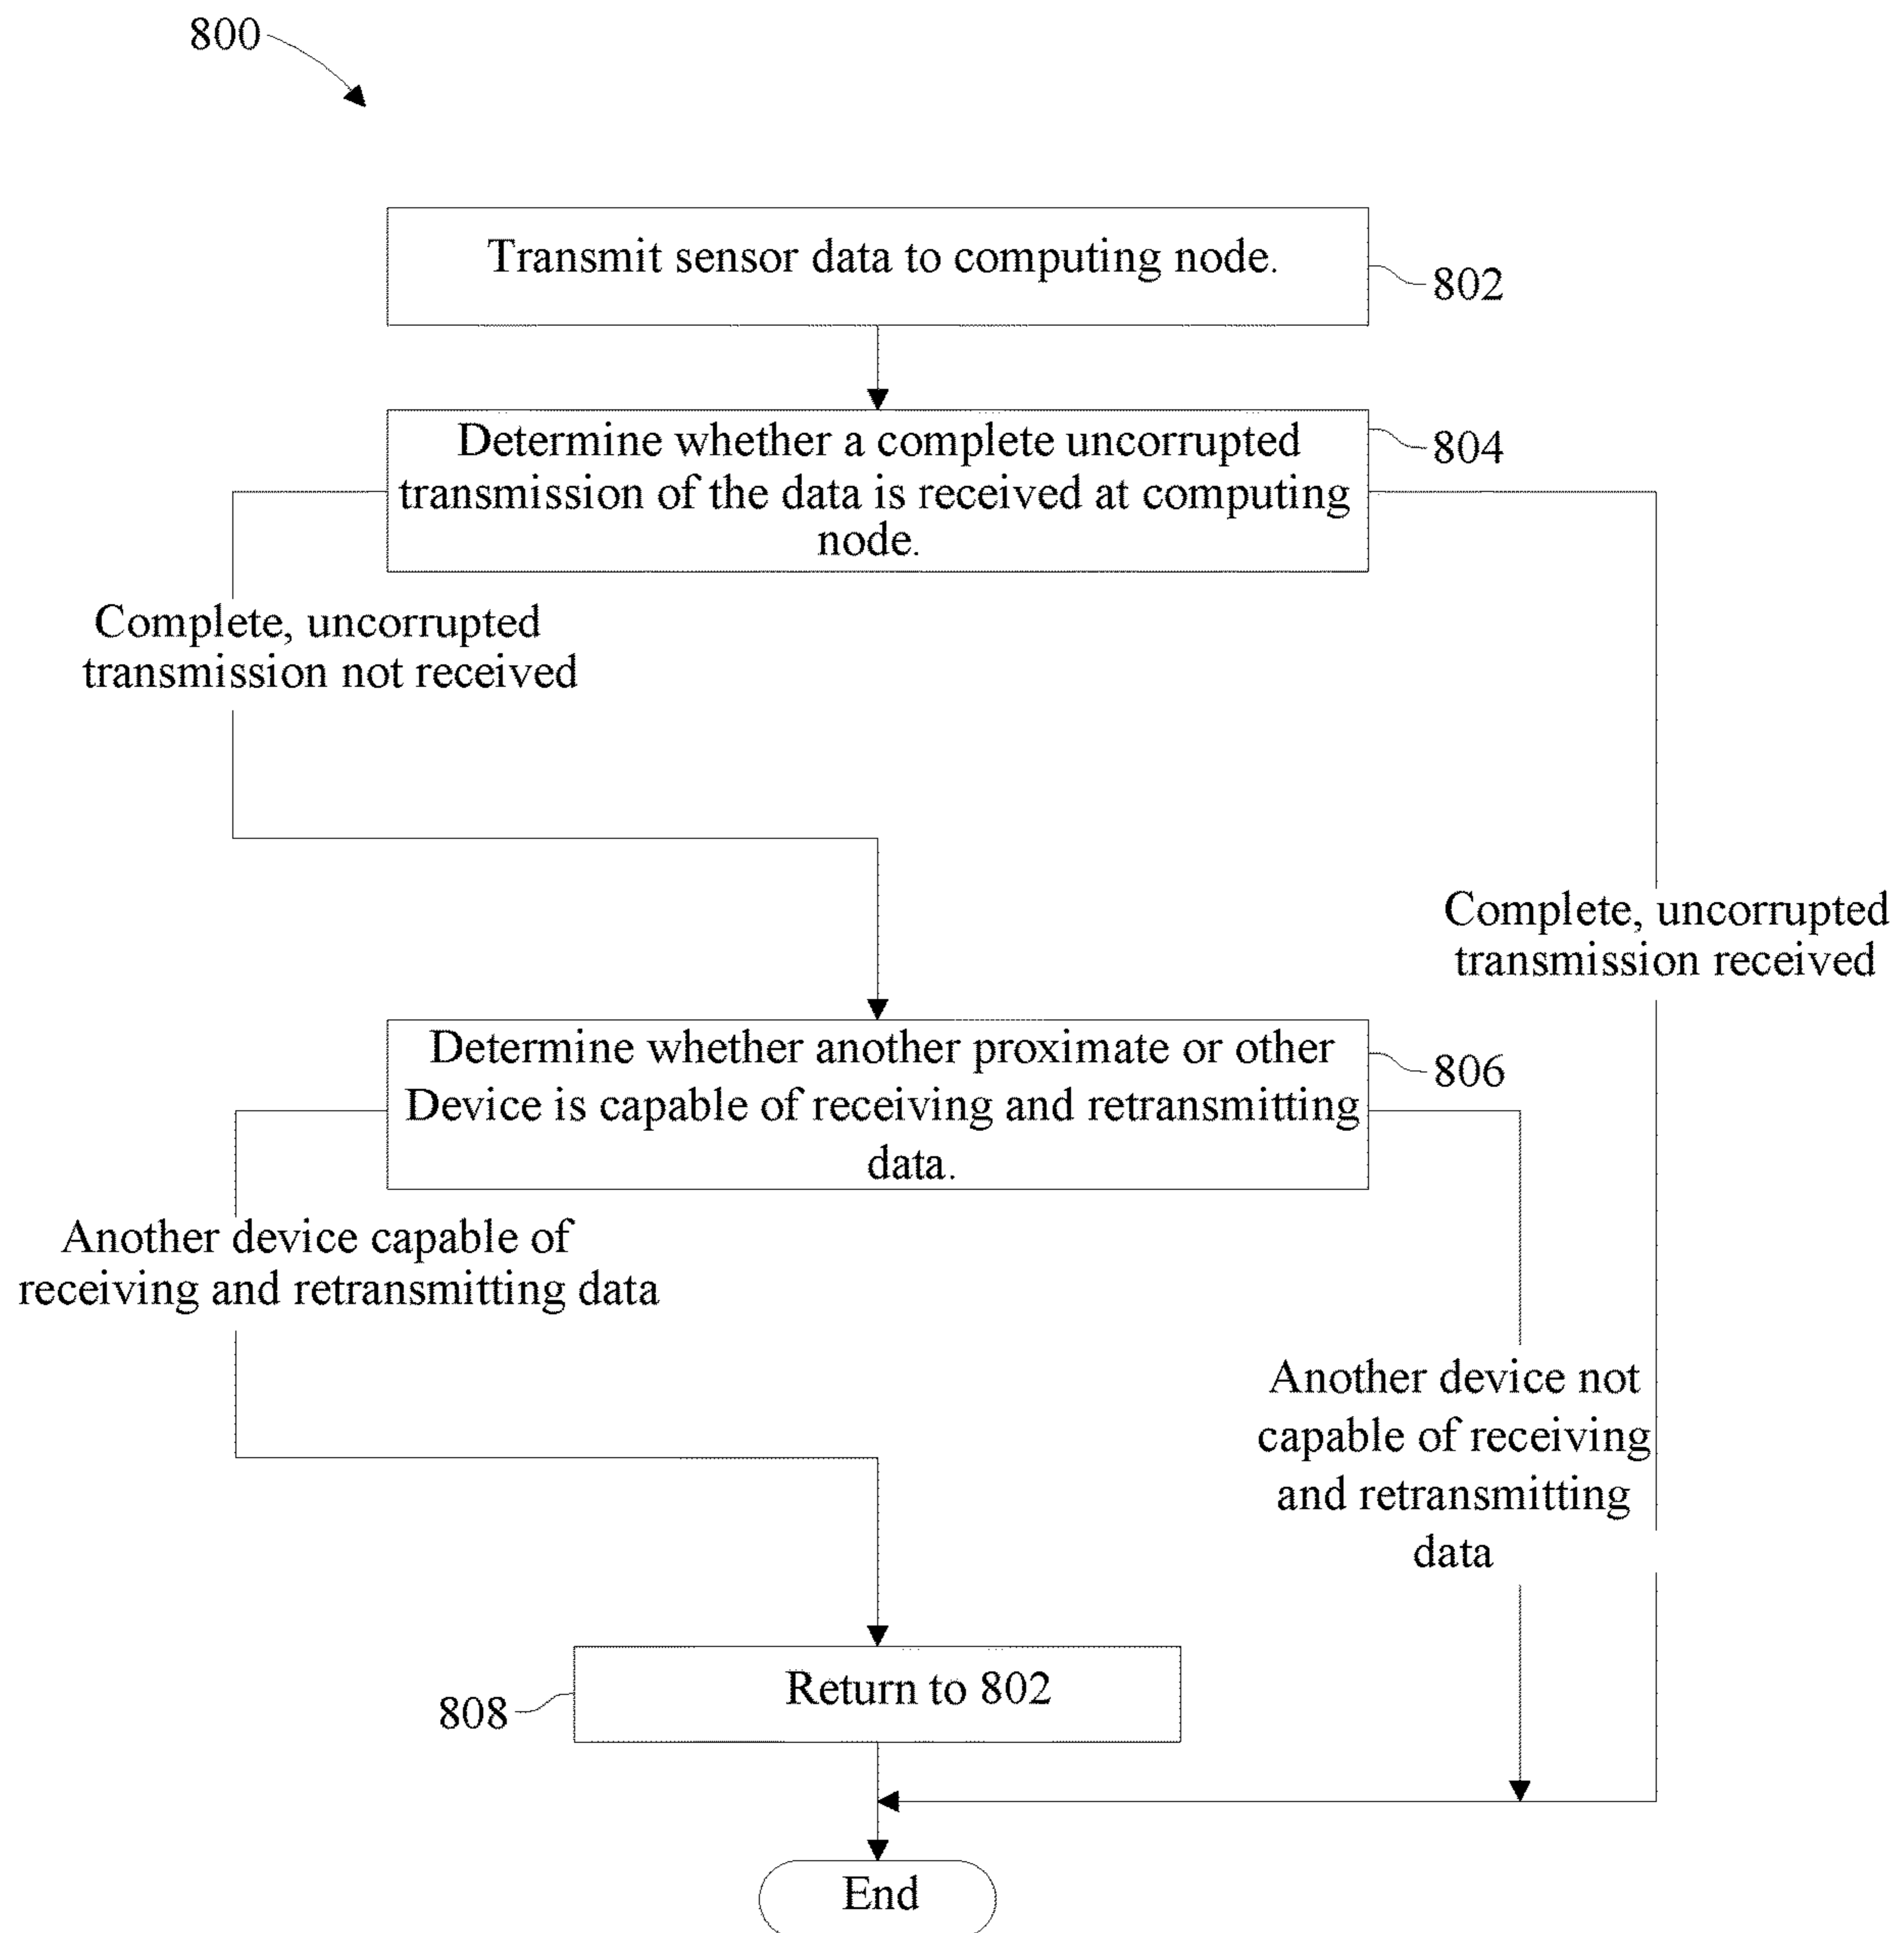 800
Transmit sensor data to computing node.
802
Determine whether a complete uncorrupted
transmission of the data is received at computing
node.
804
Complete, uncorrupted
transmission not received
Complete, uncorrupted
transmission received
Determine whether another proximate or other
Device is capable of receiving and retransmitting
data.
806
Another device capable of
receiving and retransmitting data
Another device not
capable of receiving
and retransmitting
data
Return to 802
808
End